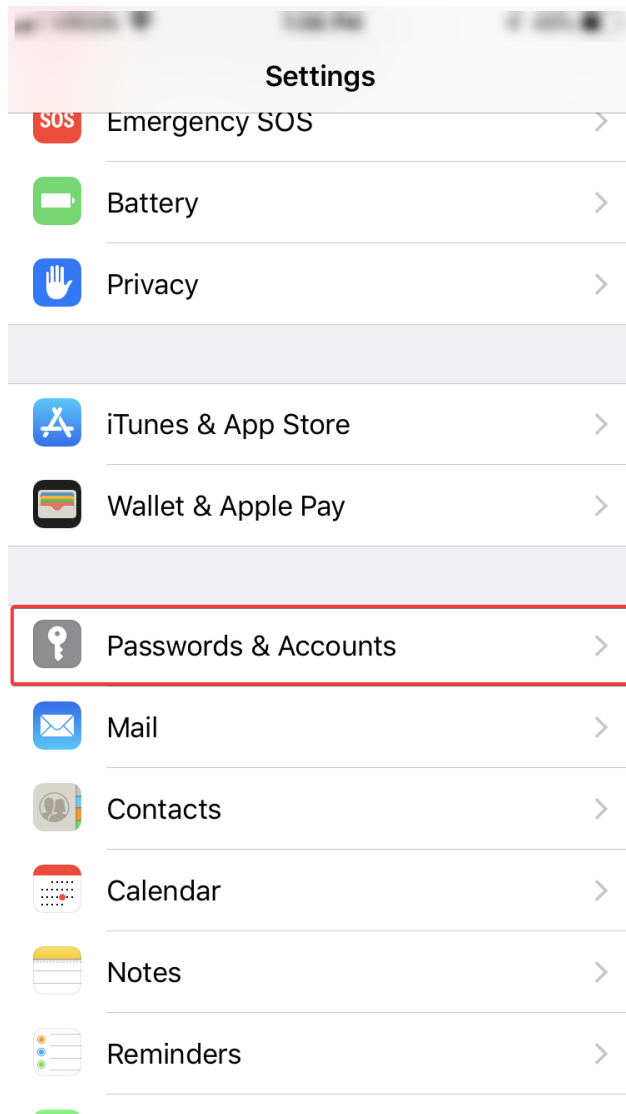 Settings
SOS
Emergency SOS
Battery
Privacy
iTunes & App Store
Wallet & Apple Pay
Passwords & Accounts
Mail
Contacts
Calendar
Notes
Reminders